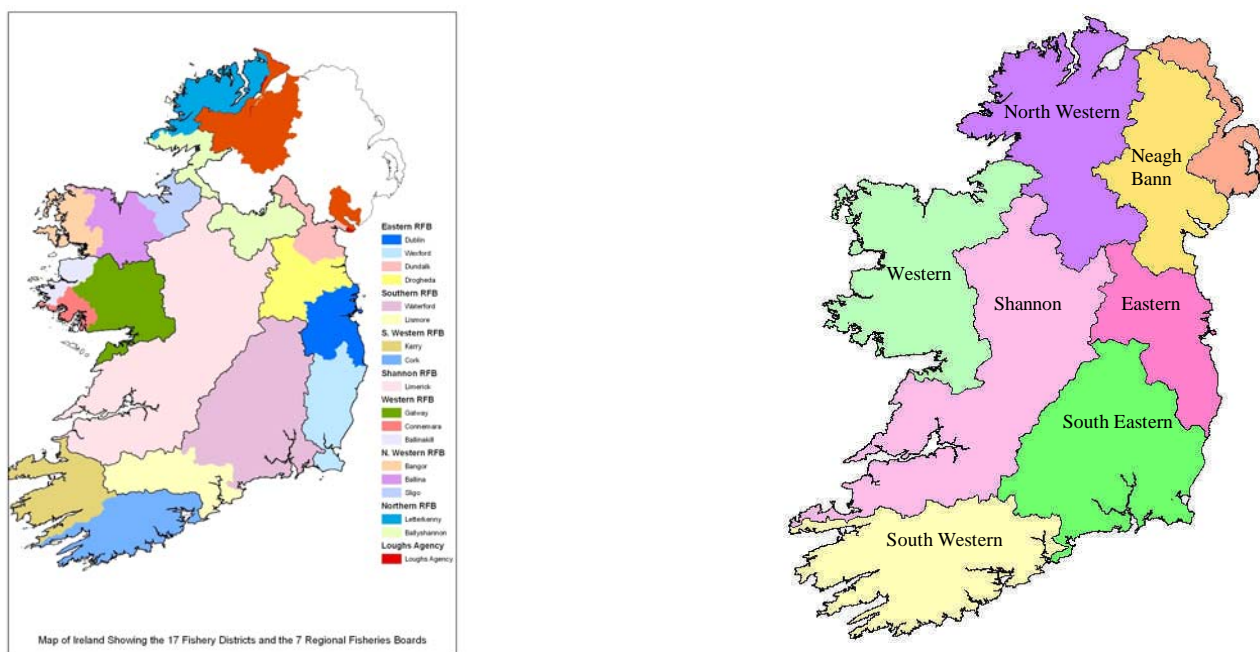 Eastern RFB
Dublin
Wexford
Dundalk
Drogheda
Southern RFB
Waterford
Lismore
S. Western RFB
Kerry
Cork
Shannon RFB
Limerick
Western RFB
Galway
Connemara
Ballinakill
N. Western RFB
Bangor
Ballina
Sligo
Northern RFB
Letterkenny
Ballyshannon
Loughs Agency
Loughs Agency
Map of Ireland Showing the 17 Fishery Districts and the 7 Regional Fisheries Boards
North Western
Neagh
Bann
Western
Shannon
Eastern
South Eastern
South Western